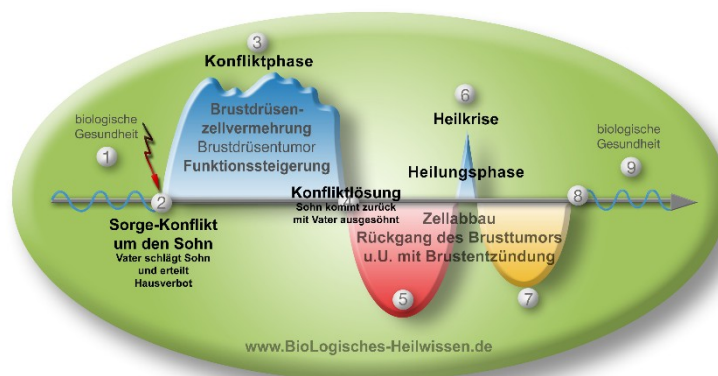 3
Konfliktphase
Brustdrüsen-
zellvermehrung
Brustdrüsentumor
Funktionssteigerung
biologische
Gesundheit
1
2
Sorge-Konflikt
um den Sohn
Vater schlägt Sohn
und erteilt
Hausverbot
Konfliktlösung
Sohn kommt zurück
mit Vater ausgesöhnt
6
Heilkrise
Heilungsphase
Zellabbau
Rückgang des Brusttumors
u.U. mit Brustentzündung
5
7
8
biologische
Gesundheit
9
www.BioLogisches-Heilwissen.de